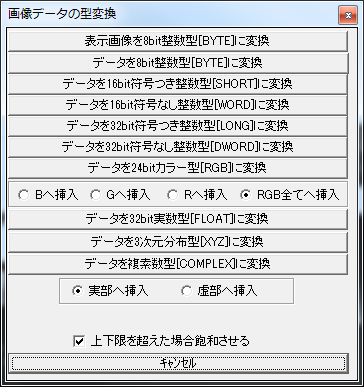 画像データの型変換
表示画像を8bit整数型[BYTE]に変換
データを8bit整数型[BYTE]に変換
データを16bit符号つき整数型[SHORT]に変換
データを16bit符号なし整数型[WORD]に変換
データを32bit符号つき整数型[LONG]に変換
データを32bit符号なし整数型[DWORD]に変換
データを24bitカラー型[RGB]に変換
Bへ挿入 Gへ挿入 Rへ挿入 RGB全てへ挿入
データを32bit実数型[FLOAT]に変換
データを3次元分布型[XYZ]に変換
データを複素数型[COMPLEX]に変換
実部へ挿入 虚部へ挿入
上下限を超えた場合飽和させる
キャンセル